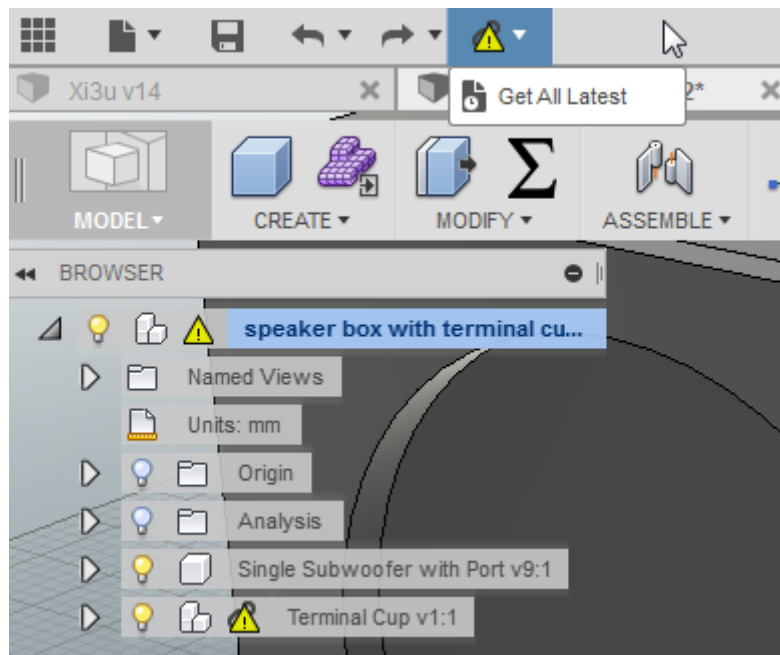 Xi3u v14
2*
Get All Latest
MODEL
CREATE
MODIFY
ASSEMBLE
BROWSER
speaker box with terminal cu...
Named Views
Units: mm
Origin
Analysis
Single Subwoofer with Port v9:1
Terminal Cup v1:1